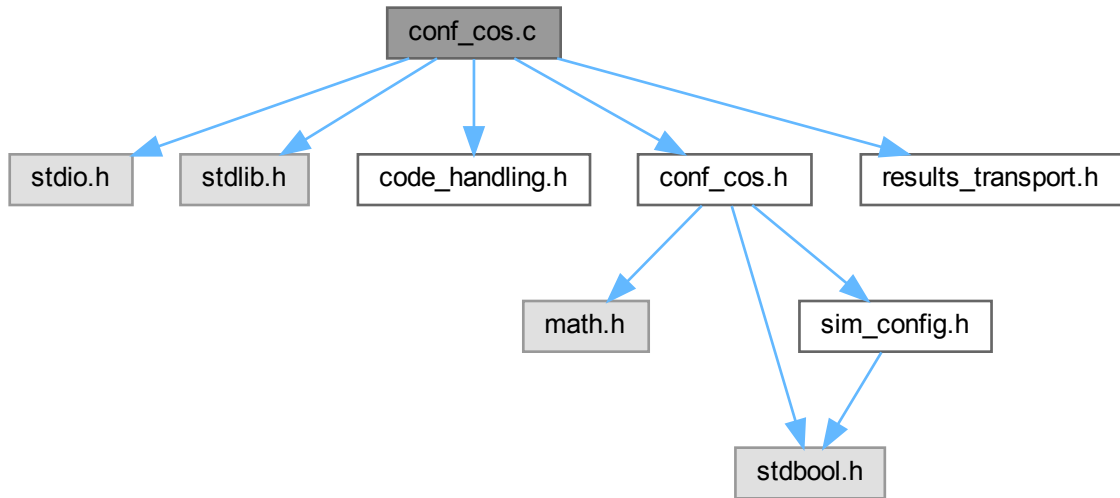 conf_cos.c
stdio.h
stdlib.h
code_handling.h
conf_cos.h
results_transport.h
math.h
sim_config.h
stdbool.h